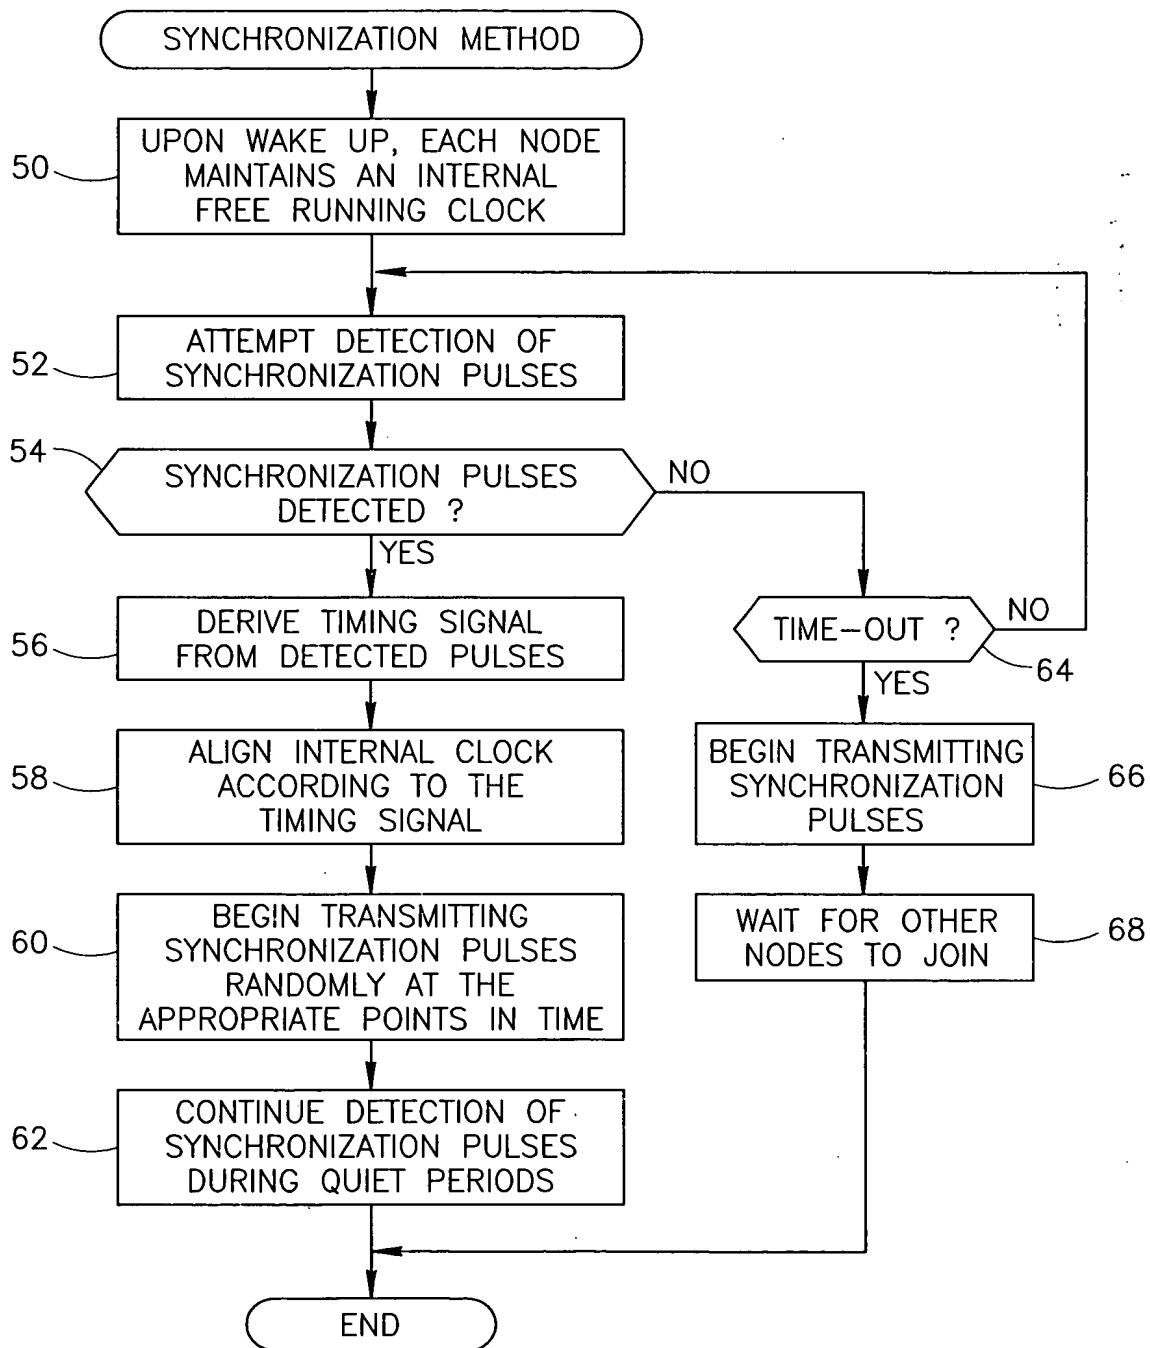 SYNCHRONIZATION METHOD
50
UPON WAKE UP, EACH NODE
MAINTAINS AN INTERNAL
FREE RUNNING CLOCK
52
ATTEMPT DETECTION OF
SYNCHRONIZATION PULSES
54
SYNCHRONIZATION PULSES
DETECTED ?
NO
YES
56
DERIVE TIMING SIGNAL
FROM DETECTED PULSES
TIME-OUT ?
NO
64
YES
58
ALIGN INTERNAL CLOCK
ACCORDING TO THE
TIMING SIGNAL
BEGIN TRANSMITTING
SYNCHRONIZATION
PULSES
66
60
BEGIN TRANSMITTING
SYNCHRONIZATION PULSES
RANDOMLY AT THE
APPROPRIATE POINTS IN TIME
WAIT FOR OTHER
NODES TO JOIN
68
62
CONTINUE DETECTION OF
SYNCHRONIZATION PULSES
DURING QUIET PERIODS
END